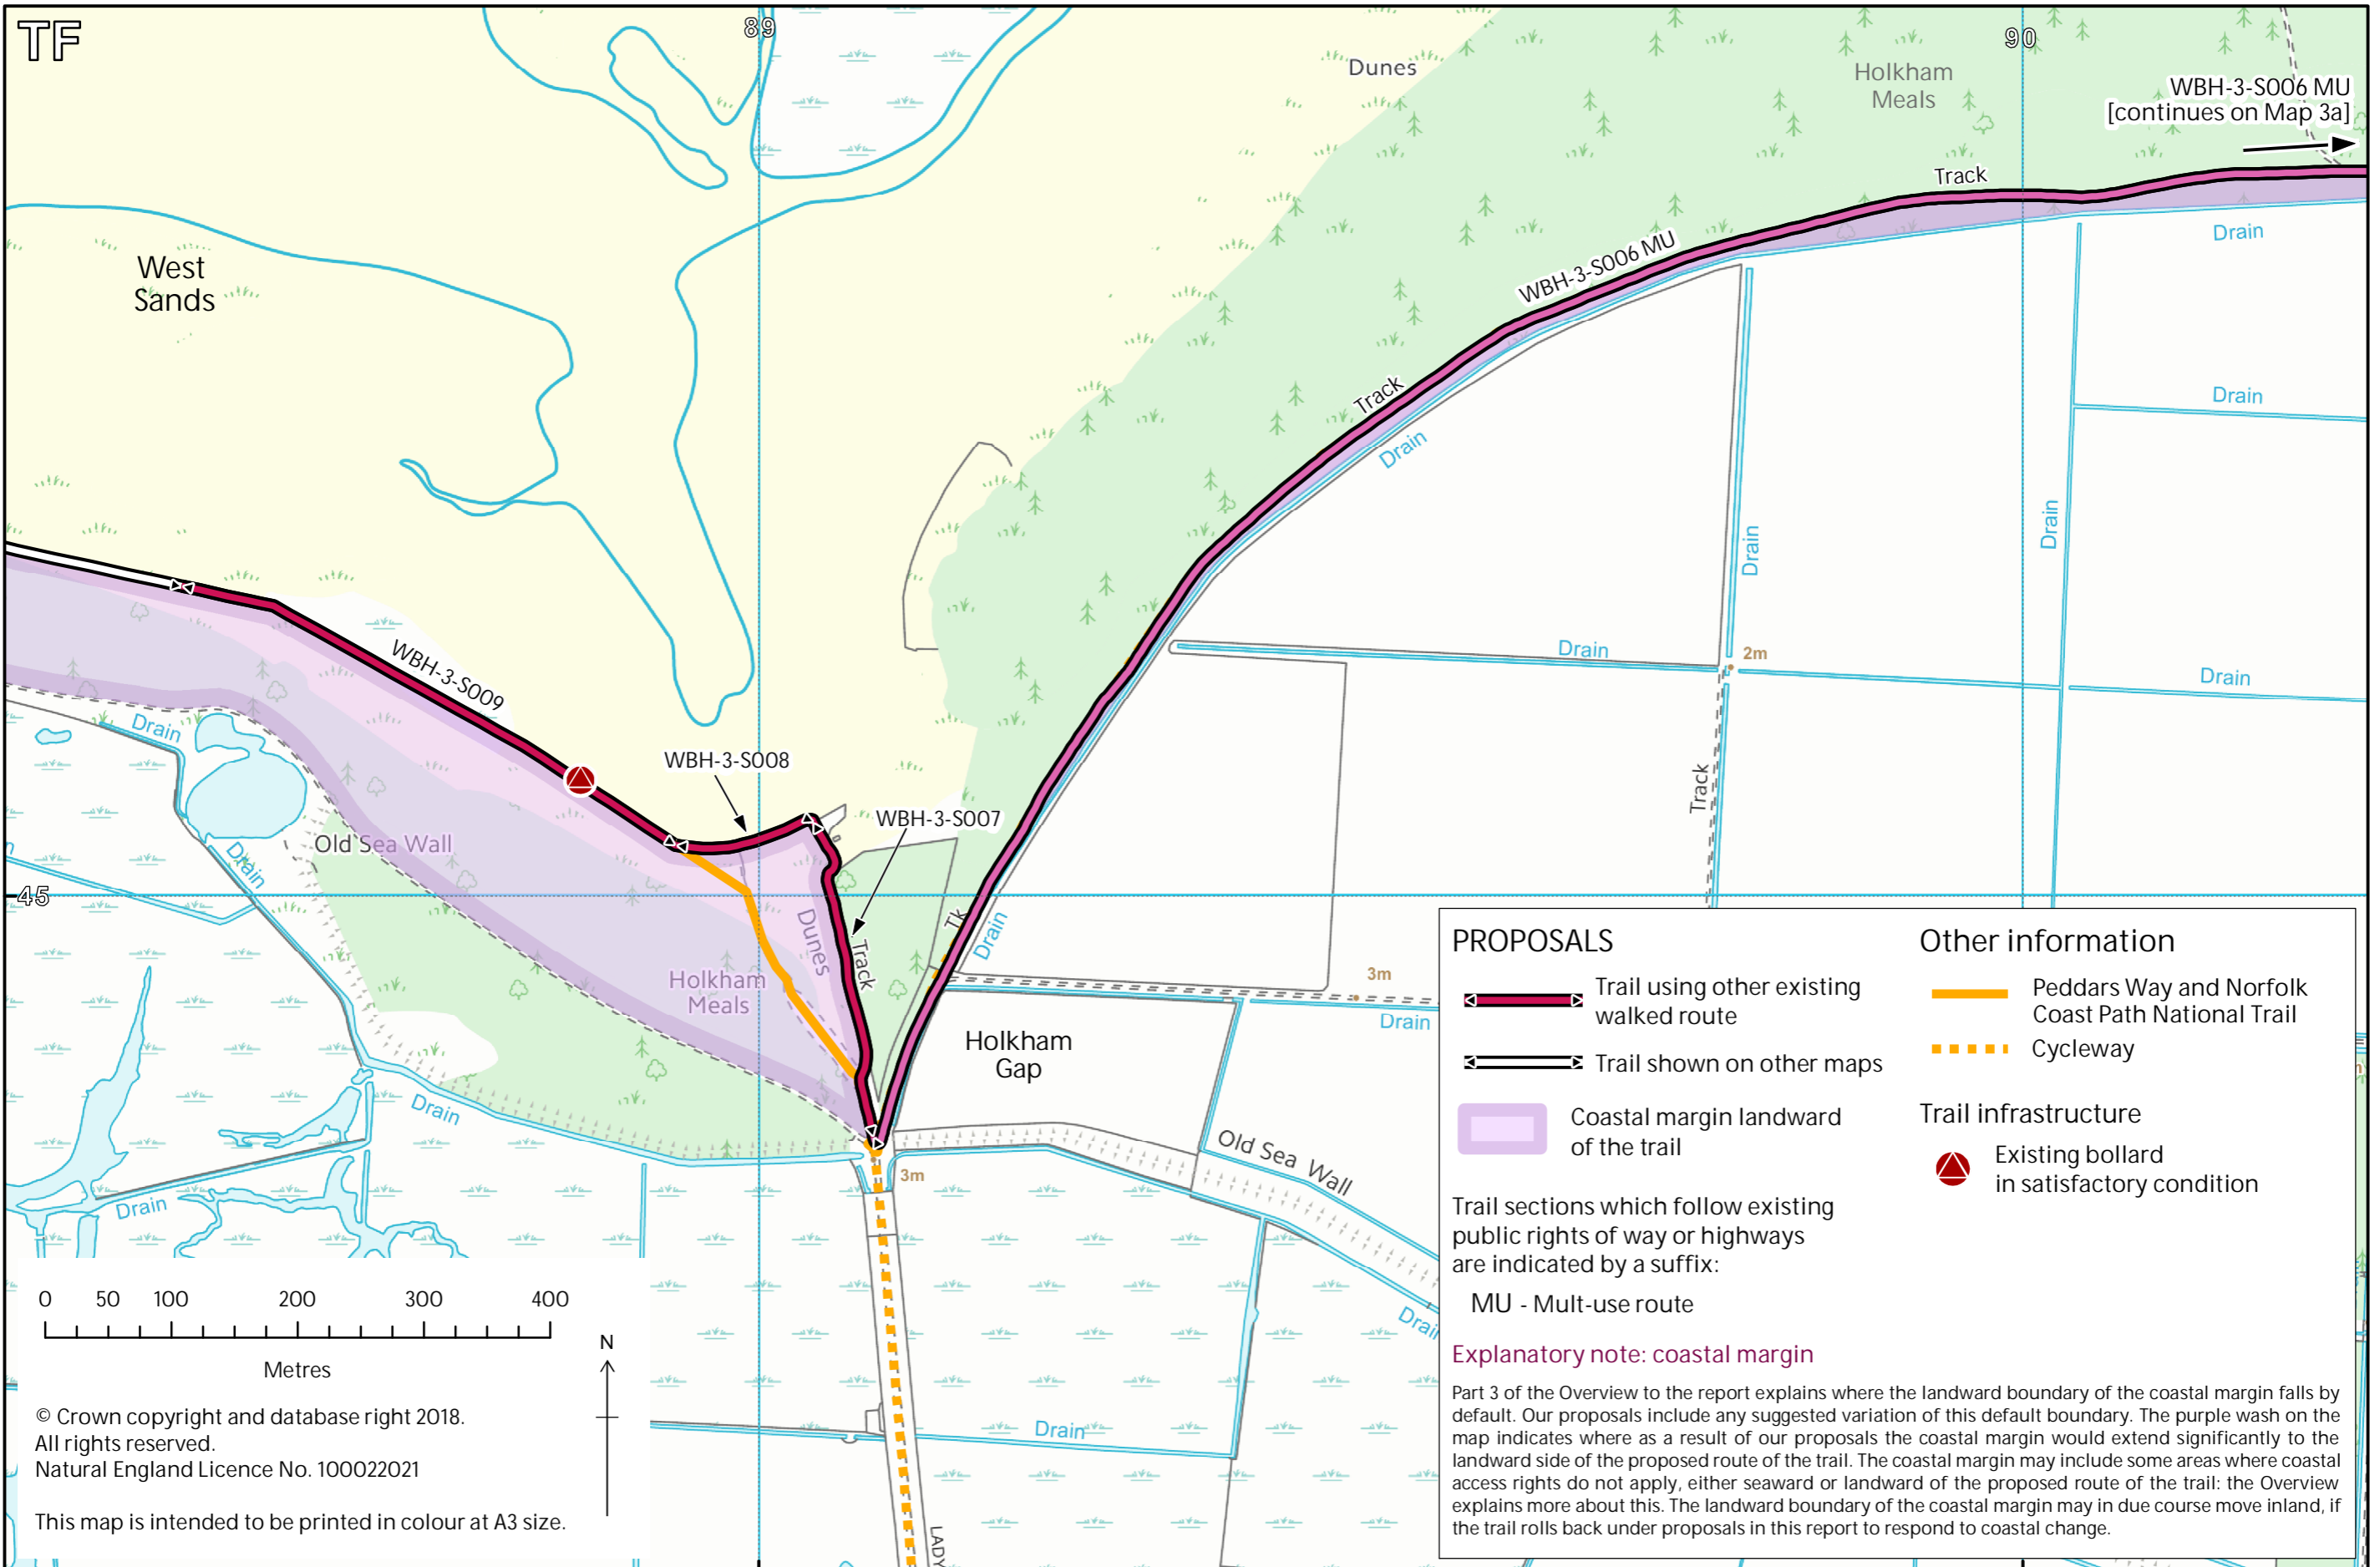 TF
89
90
Dunes
Holkham
Meals
WBH-3-S006 MU
[continues on Map 3a]
Track
Drain
West
Sands
WBH-3-S006 MU
Track
Drain
Drain
Drain
Drain
Drain
2m
Drain
WBH-3-S009
Drain
WBH-3-S008
Track
WBH-3-S007
Old Sea Wall
Drain
45
Tk
Drain
Dunes
Track
Holkham
Meals
3m
Drain
Holkham
Gap
Drain
Old Sea Wall
3m
Drain
Drain
Drain
LADY
PROPOSALS
Trail using other existing
walked route
Trail shown on other maps
Coastal margin landward
of the trail
Trail sections which follow existing
public rights of way or highways
are indicated by a suffix:
MU - Mult-use route
Other information
Peddars Way and Norfolk
Coast Path National Trail
Cycleway
Trail infrastructure
Existing bollard
in satisfactory condition
Explanatory note: coastal margin
Part 3 of the Overview to the report explains where the landward boundary of the coastal margin falls by
default. Our proposals include any suggested variation of this default boundary. The purple wash on the
map indicates where as a result of our proposals the coastal margin would extend significantly to the
landward side of the proposed route of the trail. The coastal margin may include some areas where coastal
access rights do not apply, either seaward or landward of the proposed route of the trail: the Overview
explains more about this. The landward boundary of the coastal margin may in due course move inland, if
the trail rolls back under proposals in this report to respond to coastal change.
0 50 100 200 300 400
Metres
N
© Crown copyright and database right 2018.
All rights reserved.
Natural England Licence No. 100022021
This map is intended to be printed in colour at A3 size.